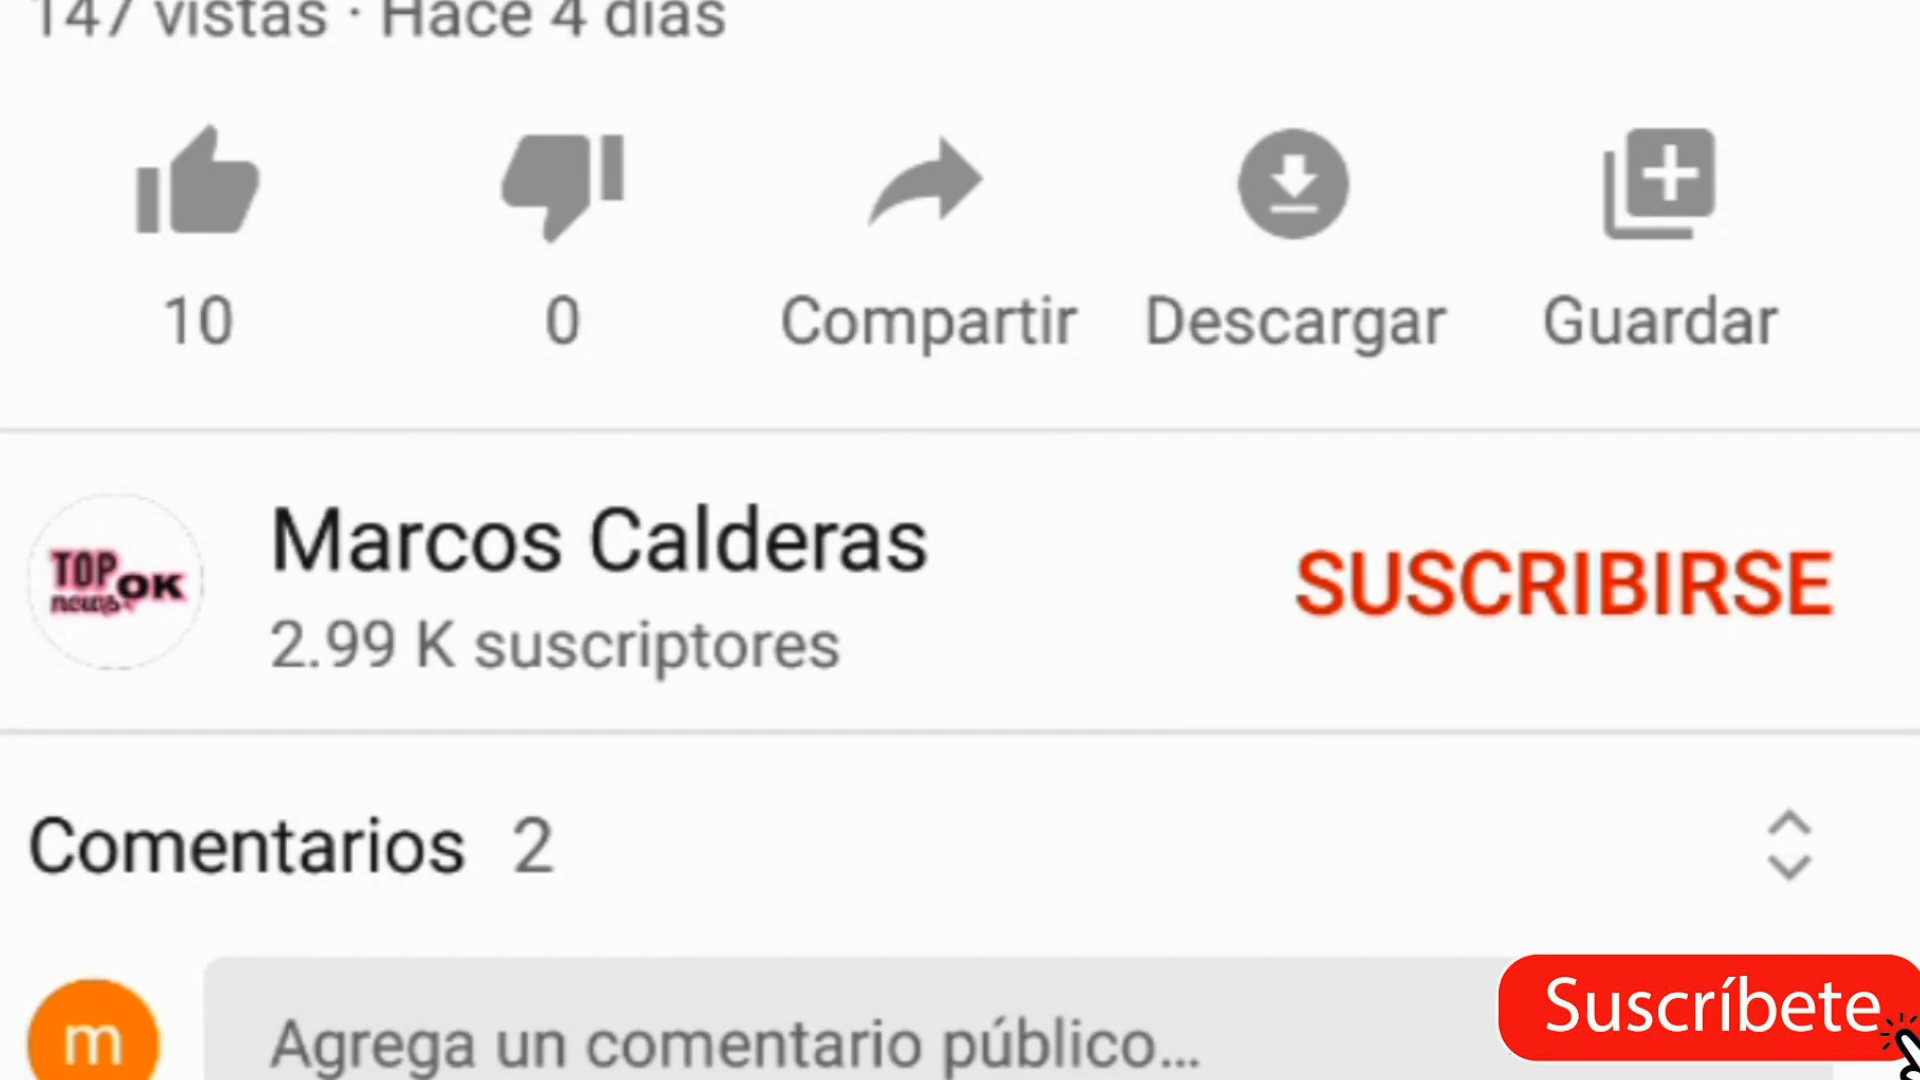 147 vistas · Hace 4 días
10
0
Compartir
Descargar
Guardar
TOP
news OK
Marcos Calderas
2.99 K suscriptores
SUSCRIBIRSE
Comentarios 2
m
Agrega un comentario público...
Suscríbete